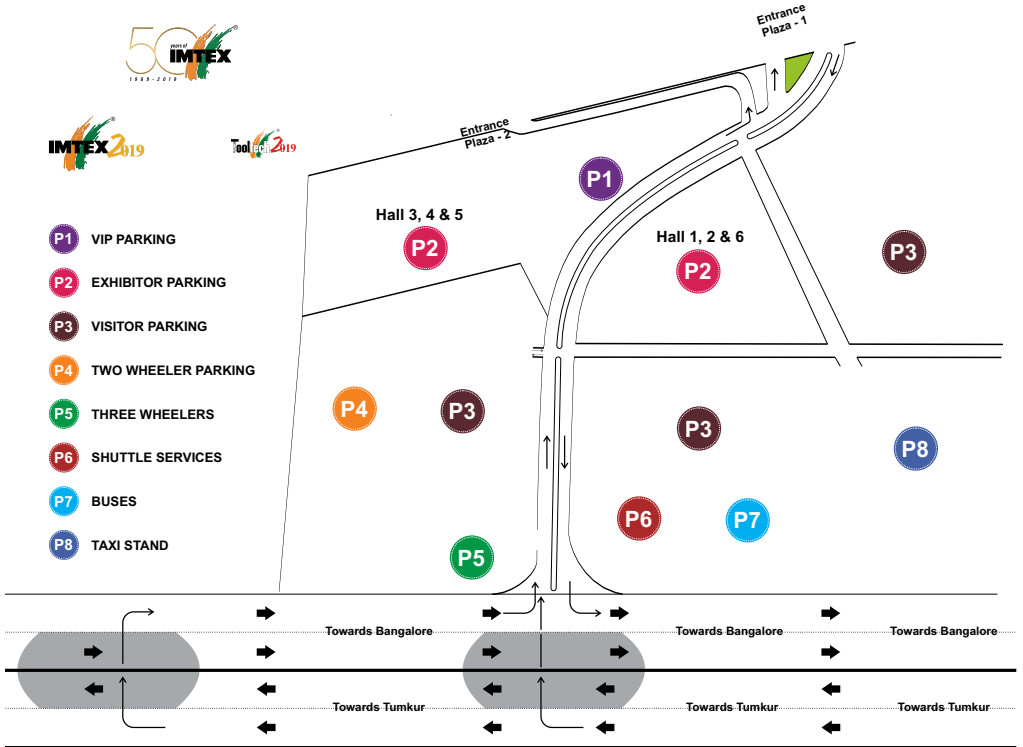 Entrance
Plaza - 1
50
years of
IMTEX
®
1969-2019
Entrance
Plaza - 2
IMTEX 2019
®
Tooltech 2019
®
P1
Hall 3, 4 & 5
P2
Hall 1, 2 & 6
P2
P3
P1 VIP PARKING
P2 EXHIBITOR PARKING
P3 VISITOR PARKING
P4 TWO WHEELER PARKING
P5 THREE WHEELERS
P6 SHUTTLE SERVICES
P7 BUSES
P8 TAXI STAND
P4
P3
P3
P8
P6
P7
P5
Towards Bangalore
Towards Bangalore
Towards Bangalore
Towards Tumkur
Towards Tumkur
Towards Tumkur